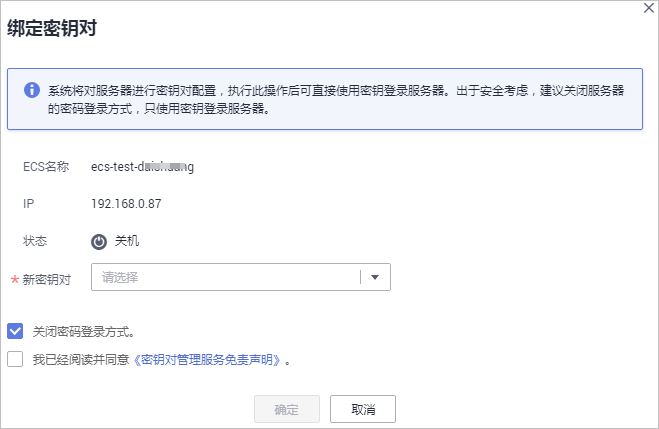 绑定密钥对
系统将对服务器进行密钥对配置，执行此操作后可直接使用密钥登录服务器。出于安全考虑，建议关闭服务器
的密码登录方式，只使用密钥登录服务器。
ECS名称 ecs-test-
IP 192.168.0.87
状态 关机
* 新密钥对 请选择
关闭密码登录方式。
我已经阅读并同意《密钥对管理服务免责声明》。
确定 取消